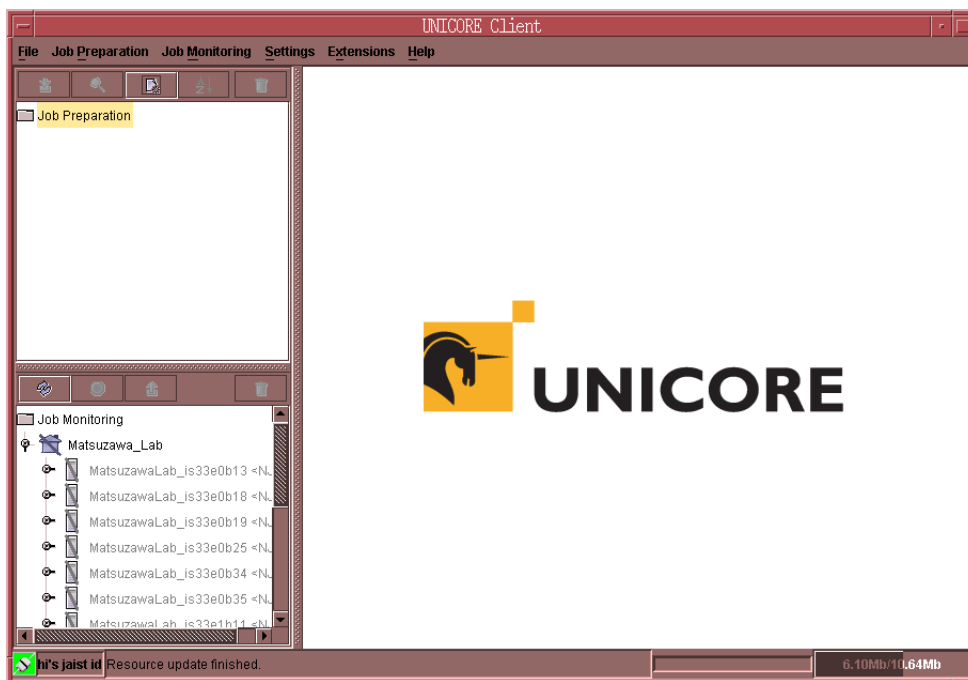 UNICORE Client
File Job Preparation Job Monitoring Settings Extensions Help
Job Preparation
UNICORE
Job Monitoring
Matsuzawa_Lab
MatsuzawaLab_is33e0b13 <N
MatsuzawaLab_is33e0b18 <N
MatsuzawaLab_is33e0b19 <N
MatsuzawaLab_is33e0b25 <N
MatsuzawaLab_is33e0b34 <N
MatsuzawaLab_is33e0b35 <N
MatsuzawaLab_is33e1b11 <N
hi's jaist id Resource update finished.
6.10Mb/10.64Mb